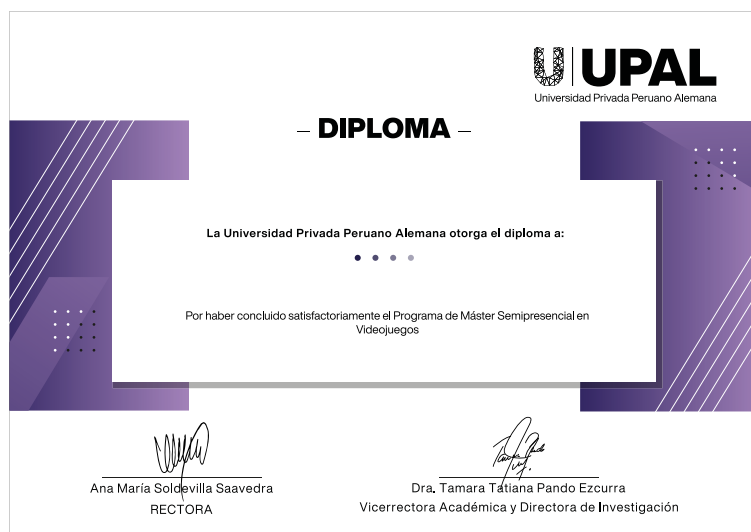 UPAL
Universidad Privada Peruano Alemana
– DIPLOMA –
La Universidad Privada Peruano Alemana otorga el diploma a:
Por haber concluido satisfactoriamente el Programa de Máster Semipresencial en
Videojuegos
Ana María Soldevilla Saavedra
RECTORA
Dra. Tamara Tatiana Pando Ezcurra
Vicerrectora Académica y Directora de Investigación